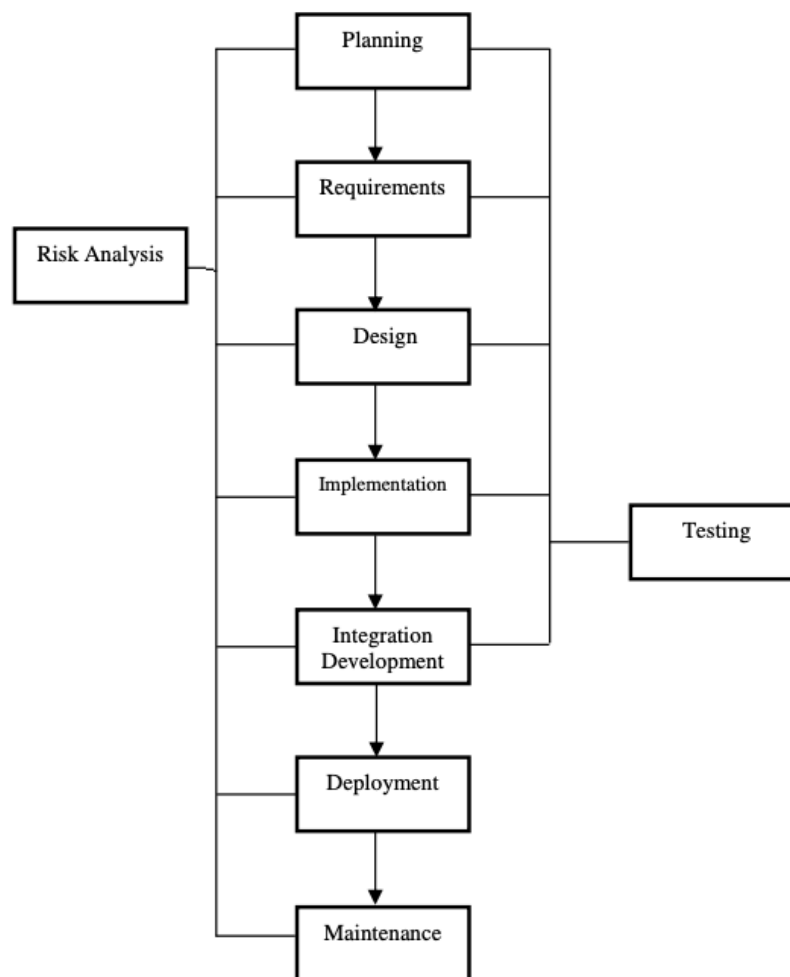 Planning
Requirements
Risk Analysis
Design
Implementation
Testing
Integration
Development
Deployment
Maintenance